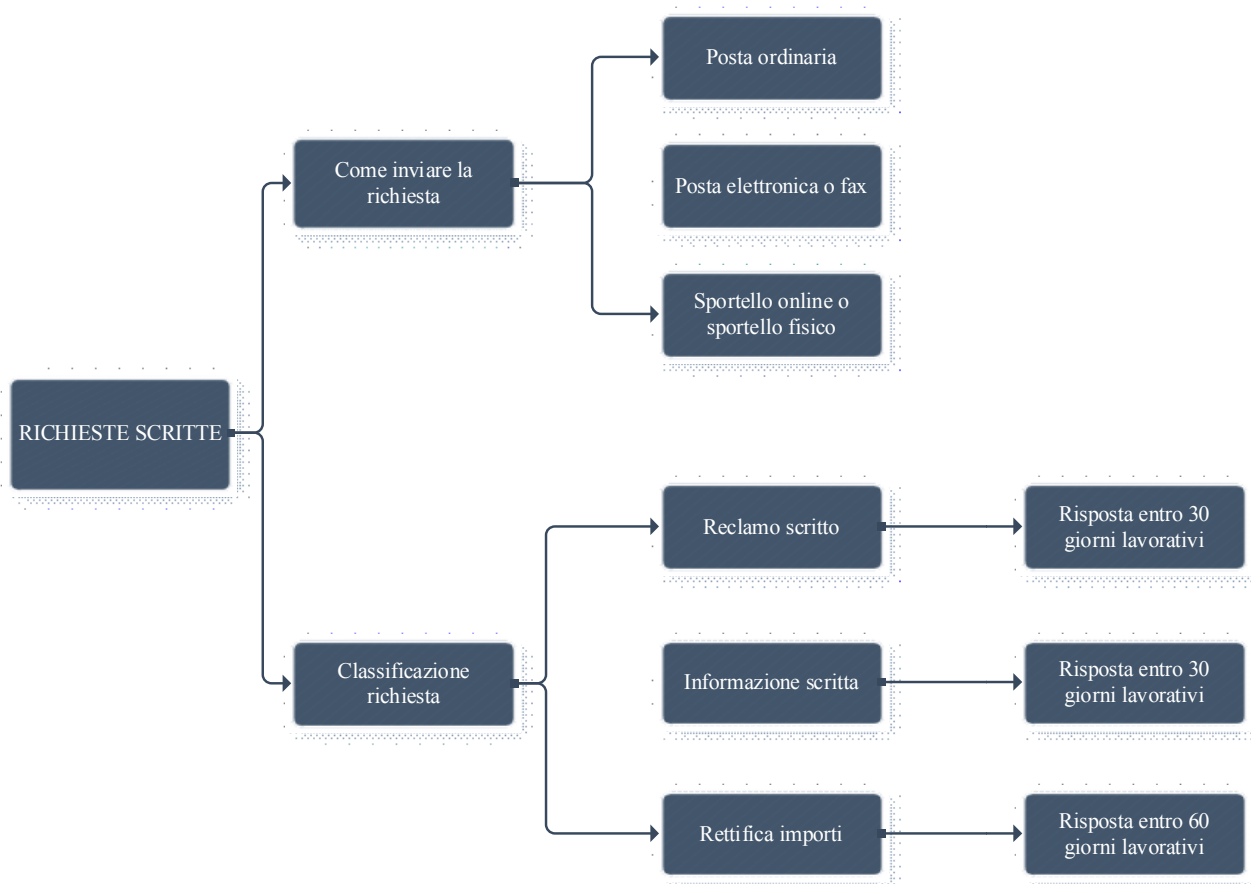 Posta ordinaria
Come inviare la
richiesta
Posta elettronica o fax
Sportello online o
sportello fisico
RICHIESTE SCRITTE
Reclamo scritto
Risposta entro 30
giorni lavorativi
Classificazione
richiesta
Informazione scritta
Risposta entro 30
giorni lavorativi
Rettifica importi
Risposta entro 60
giorni lavorativi